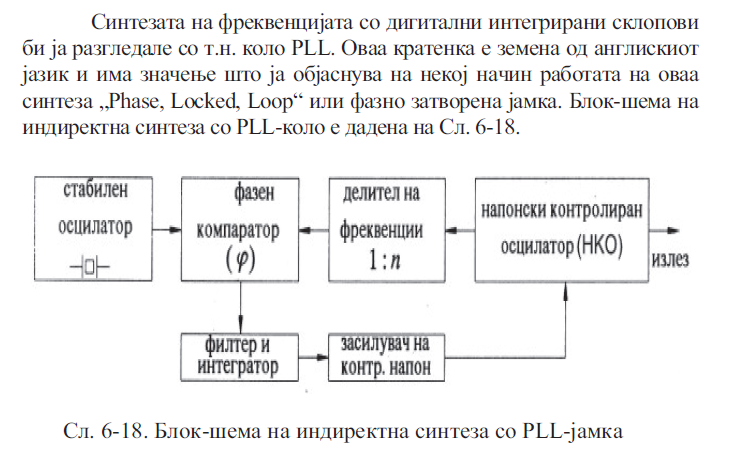 Синтезата на фреквенцијата со дигитални интегрирани склопови
би ја разгледале со т.н. коло PLL. Оваа кратенка е земена од англискиот
јазик и има значење што ја објаснува на некој начин работата на оваа
синтеза „Phase, Locked, Loop“ или фазно затворена јамка. Блок-шема на
индиректна синтеза со PLL-коло е дадена на Сл. 6-18.
стабилен
осцилатор
фазен
компаратор
(φ)
делител на
фреквенции
1:n
напонски контролиран
осцилатор (НКО)
излез
филтер и
интегратор
засилувач на
контр. напон
Сл. 6-18. Блок-шема на индиректна синтеза со PLL-јамка